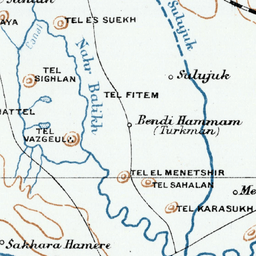 TEL ES SUEKH
Canal
Salujuk
Nahr Balikh
TEL
SIGHLAN
Salujuk
TEL FITEM
Bendi Hammam
(Turkman)
TEL
VAZGEUL
TEL EL MENETSHIR
TEL SAHALAN
TEL KARASUKH
Sakhara Hamere